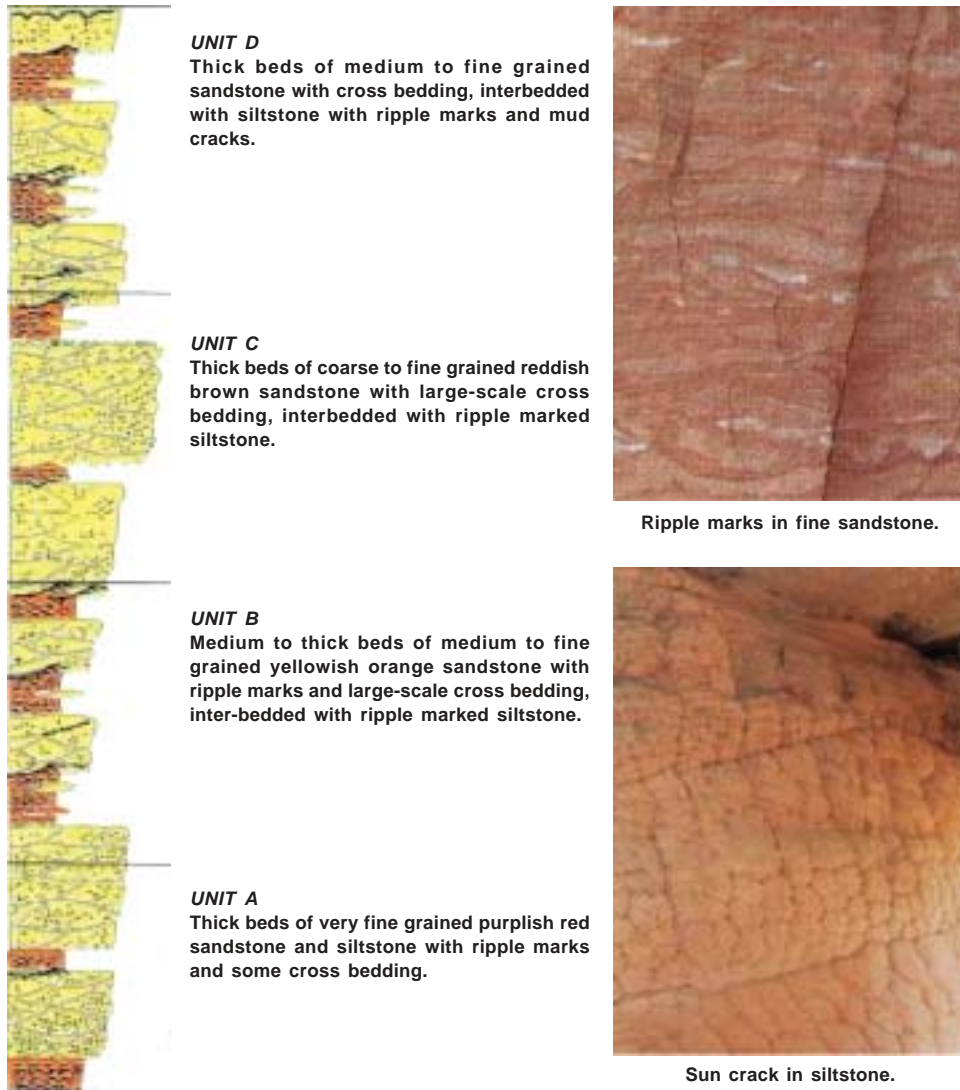 UNIT D
Thick beds of medium to fine grained
sandstone with cross bedding, interbedded
with siltstone with ripple marks and mud
cracks.
UNIT C
Thick beds of coarse to fine grained reddish
brown sandstone with large-scale cross
bedding, interbedded with ripple marked
siltstone.
Ripple marks in fine sandstone.
UNIT B
Medium to thick beds of medium to fine
grained yellowish orange sandstone with
ripple marks and large-scale cross bedding,
inter-bedded with ripple marked siltstone.
UNIT A
Thick beds of very fine grained purplish red
sandstone and siltstone with ripple marks
and some cross bedding.
Sun crack in siltstone.